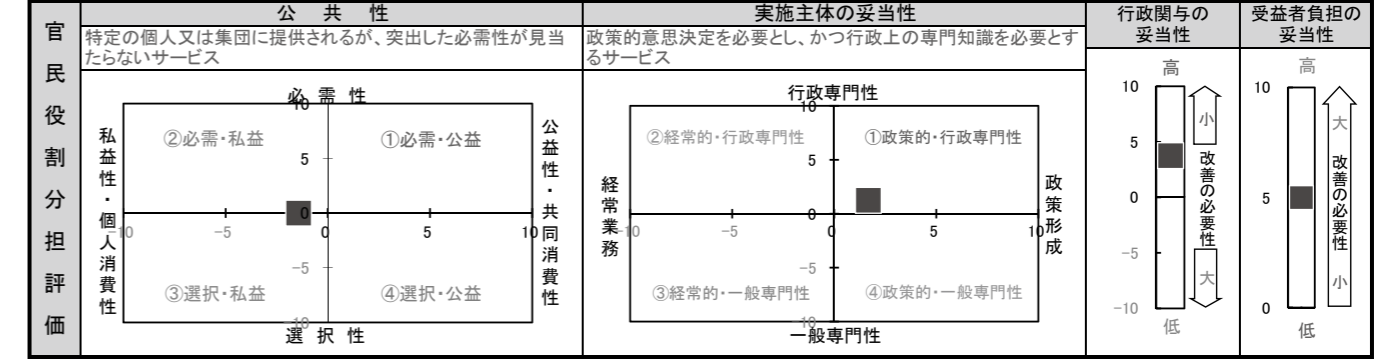 官民役割分担評価
公共性
特定の個人又は集団に提供されるが、突出した必需性が見当
たらないサービス
必需性
10
②必需・私益
①必需・公益
5
私益性・個人消費性
公益性・共同消費性
0
-10
-5
0
5
10
-5
③選択・私益
④選択・公益
-10
選択性
実施主体の妥当性
政策的意思決定を必要とし、かつ行政上の専門知識を必要とす
るサービス
行政専門性
10
②経常的・行政専門性
①政策的・行政専門性
5
経常業務
政策形成
0
-10
-5
0
5
10
-5
③経常的・一般専門性
④政策的・一般専門性
-10
一般専門性
行政関与の
妥当性
高
10
5
0
-5
-10
低
小
改善の必要性
大
受益者負担の
妥当性
高
10
5
0
低
大
改善の必要性
小